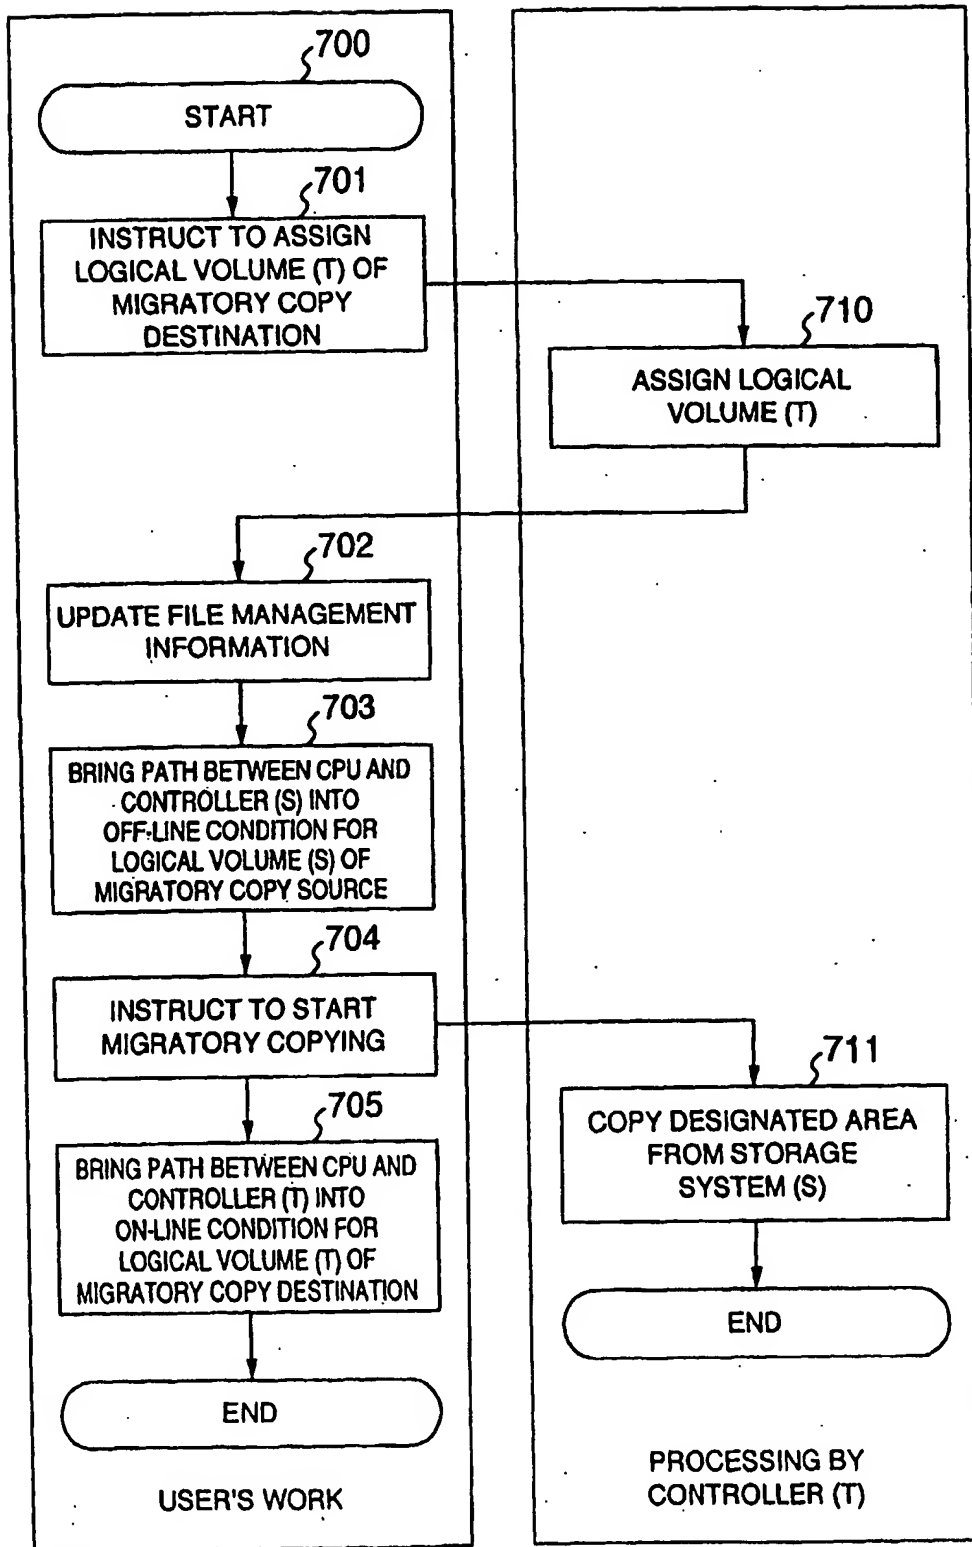 700
START
701
INSTRUCT TO ASSIGN
LOGICAL VOLUME (T) OF
MIGRATORY COPY
DESTINATION
710
ASSIGN LOGICAL
VOLUME (T)
702
UPDATE FILE MANAGEMENT
INFORMATION
703
BRING PATH BETWEEN CPU AND
CONTROLLER (S) INTO
OFF-LINE CONDITION FOR
LOGICAL VOLUME (S) OF
MIGRATORY COPY SOURCE
704
INSTRUCT TO START
MIGRATORY COPYING
711
COPY DESIGNATED AREA
FROM STORAGE
SYSTEM (S)
705
BRING PATH BETWEEN CPU AND
CONTROLLER (T) INTO
ON-LINE CONDITION FOR
LOGICAL VOLUME (T) OF
MIGRATORY COPY DESTINATION
END
END
USER'S WORK
PROCESSING BY
CONTROLLER (T)